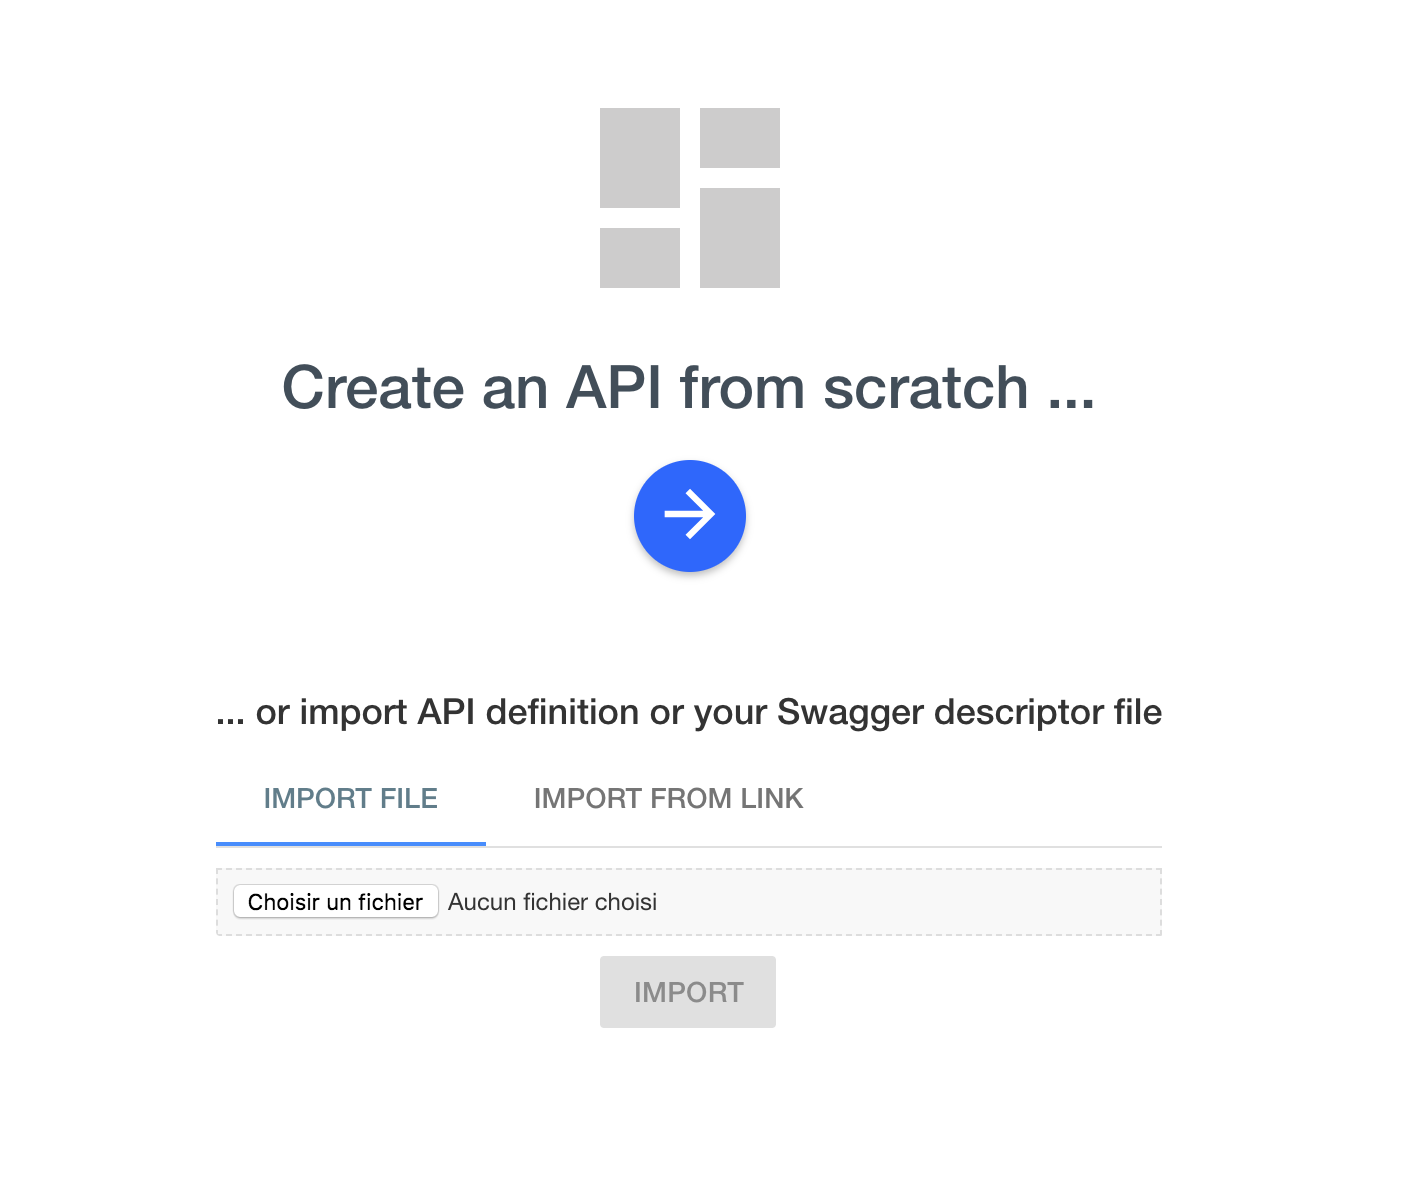 Create an API from scratch ...
... or import API definition or your Swagger descriptor file
IMPORT FILE IMPORT FROM LINK
Choisir un fichier Aucun fichier choisi
IMPORT